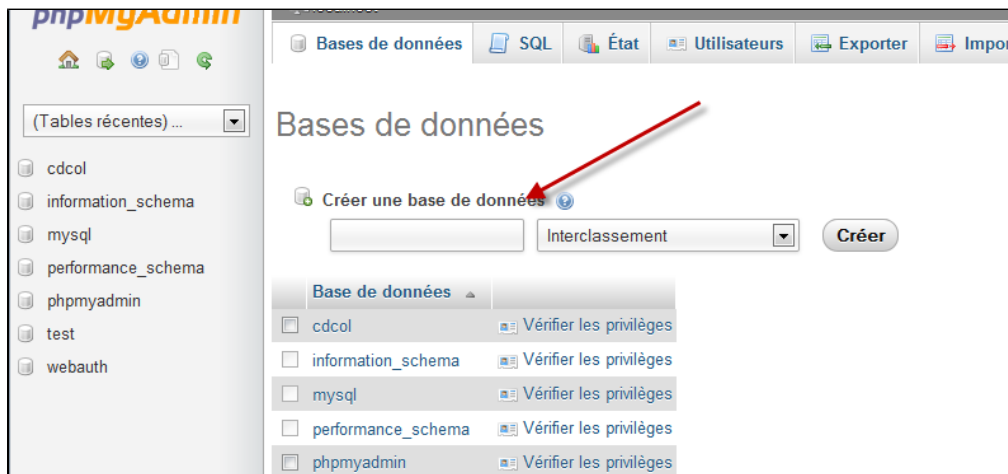 phpMyAdmin
Bases de données
SQL
État
Utilisateurs
Exporter
Impor
(Tables récentes) ...
cdcol
information_schema
mysql
performance_schema
phpmyadmin
test
webauth
Bases de données
Créer une base de données
Interclassement
Créer
Base de données
cdcol Vérifier les privilèges
information_schema Vérifier les privilèges
mysql Vérifier les privilèges
performance_schema Vérifier les privilèges
phpmyadmin Vérifier les privilèges